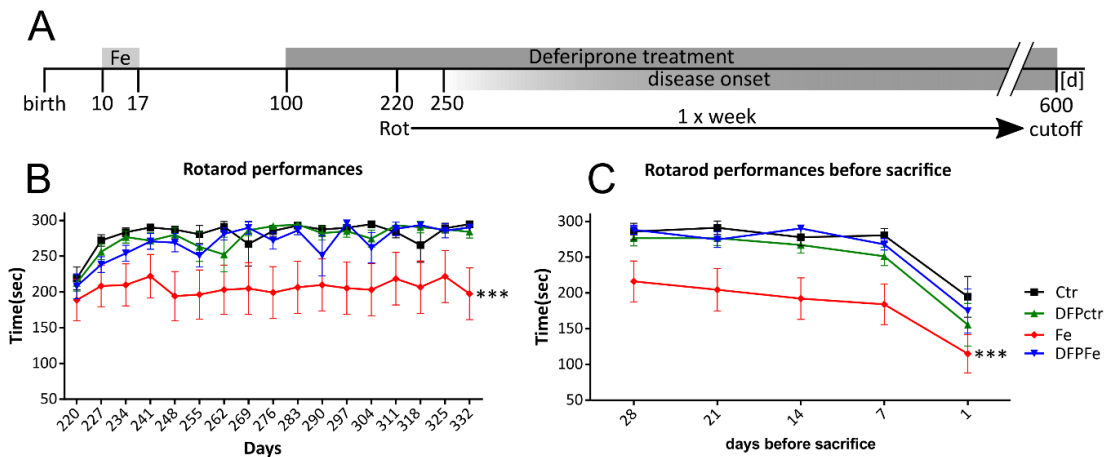 A
Fe
Deferiprone treatment
disease onset
[d]
birth 10 17 100 220 250 600
Rot 1 x week cutoff
B
Rotarod performances
Time(sec)
300
250
200
150
100
50
***
220 227 234 241 248 255 262 269 276 283 290 297 304 311 318 325 332
Days
C
Rotarod performances before sacrifice
Time(sec)
300
250
200
150
100
50
***
28 21 14 7 1
days before sacrifice
Ctr
DFPctr
Fe
DFPFe